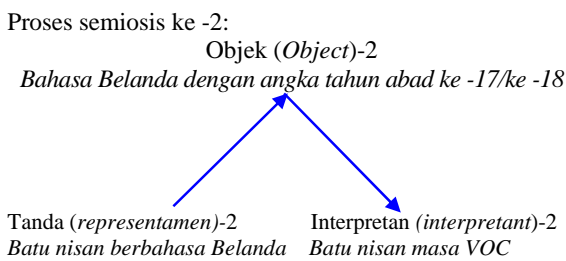 Proses semiosis ke -2:
Objek (Object)-2
Bahasa Belanda dengan angka tahun abad ke -17/ke -18
Tanda (representamen)-2 Interpretan (interpretant)-2
Batu nisan berbahasa Belanda Batu nisan masa VOC